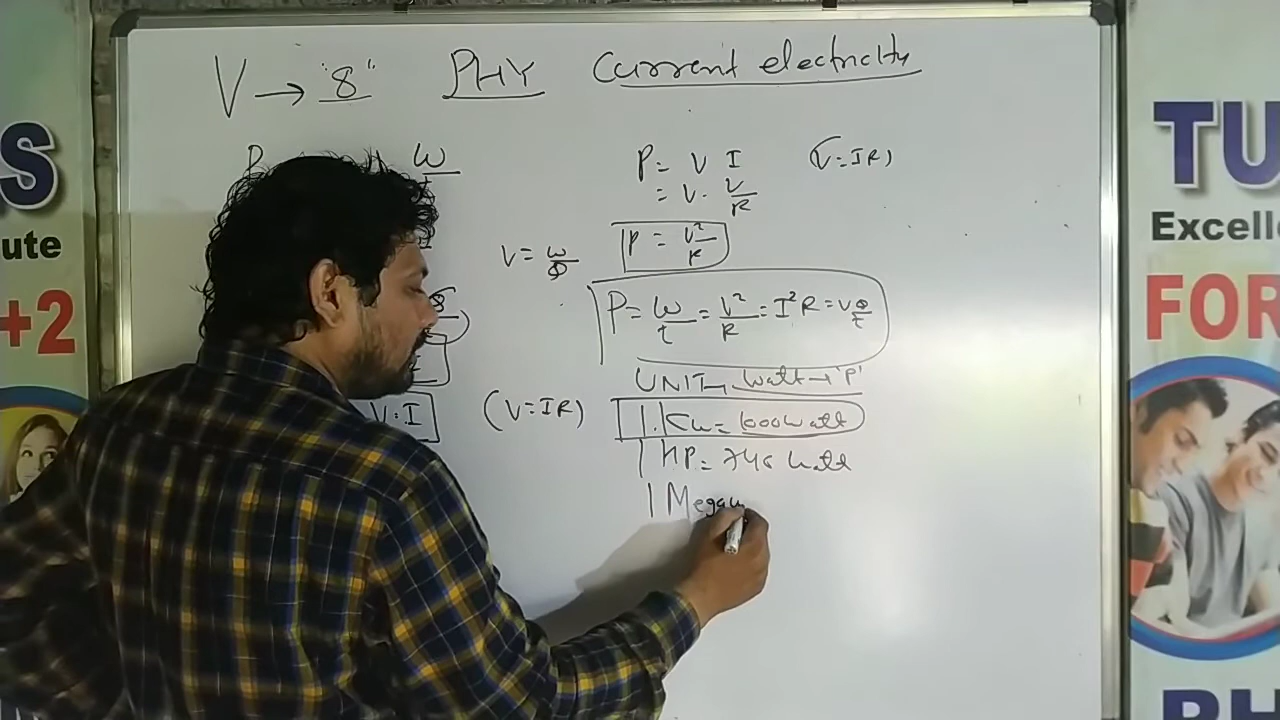 V → "8" PHY Current electricity
W
P = V I (V = IR)
= V · V/R
P = V²/R
V = W/Q
P = W/t = V²/R = I²R = VQ/t
UNIT → Watt → 'P'
V·I (V = IR)
1 Kw = 1000 watt
1 HP = 746 watt
1 Megaw
S
ute
+2
TU
Excelle
FOR